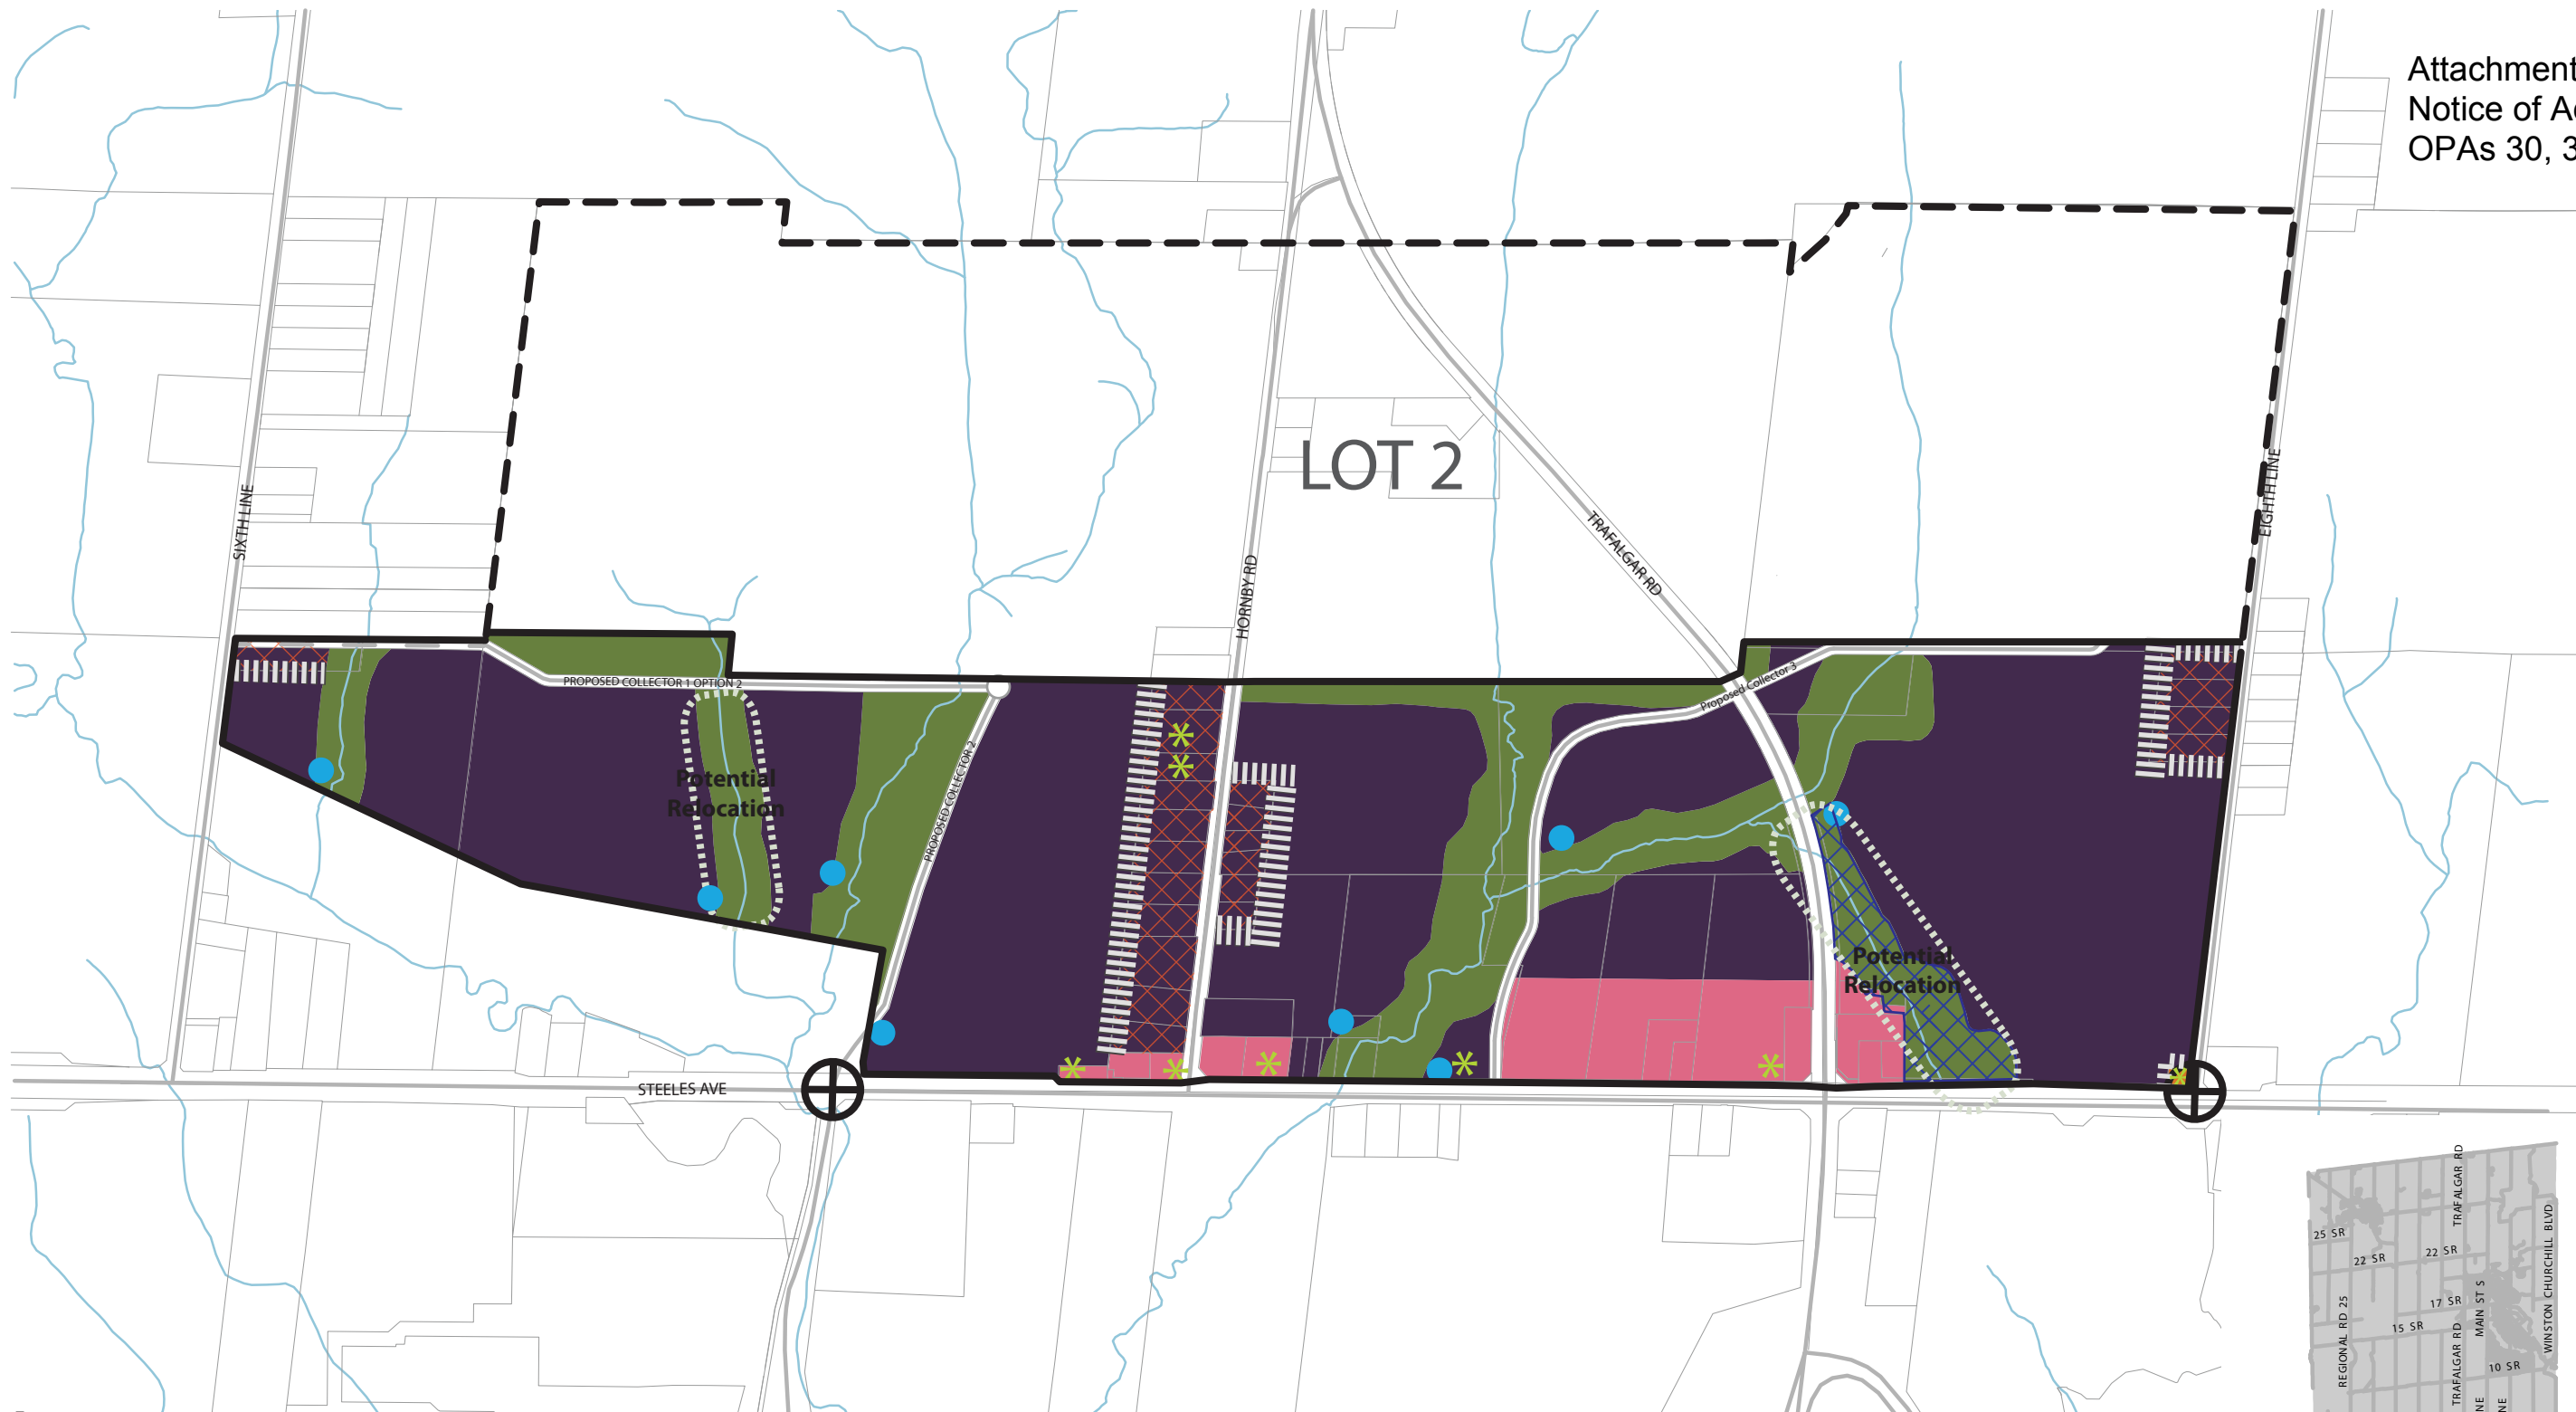 Attachment
Notice of A
OPAs 30, 3
LOT 2
SIXTH LINE
HORNBY RD
TRAFALGAR RD
EIGHTH LINE
PROPOSED COLLECTOR 1 OPTION 2
Proposed Collector 3
PROPOSED COLLECTOR 2
Potential
Relocation
Potential
Relocation
STEELES AVE
TRAFALGAR RD
25 SR
22 SR
22 SR
WINSTON CHURCHILL BLVD
REGIONAL RD 25
17 SR
MAIN ST S
15 SR
TRAFALGAR RD
10 SR
NE
NE